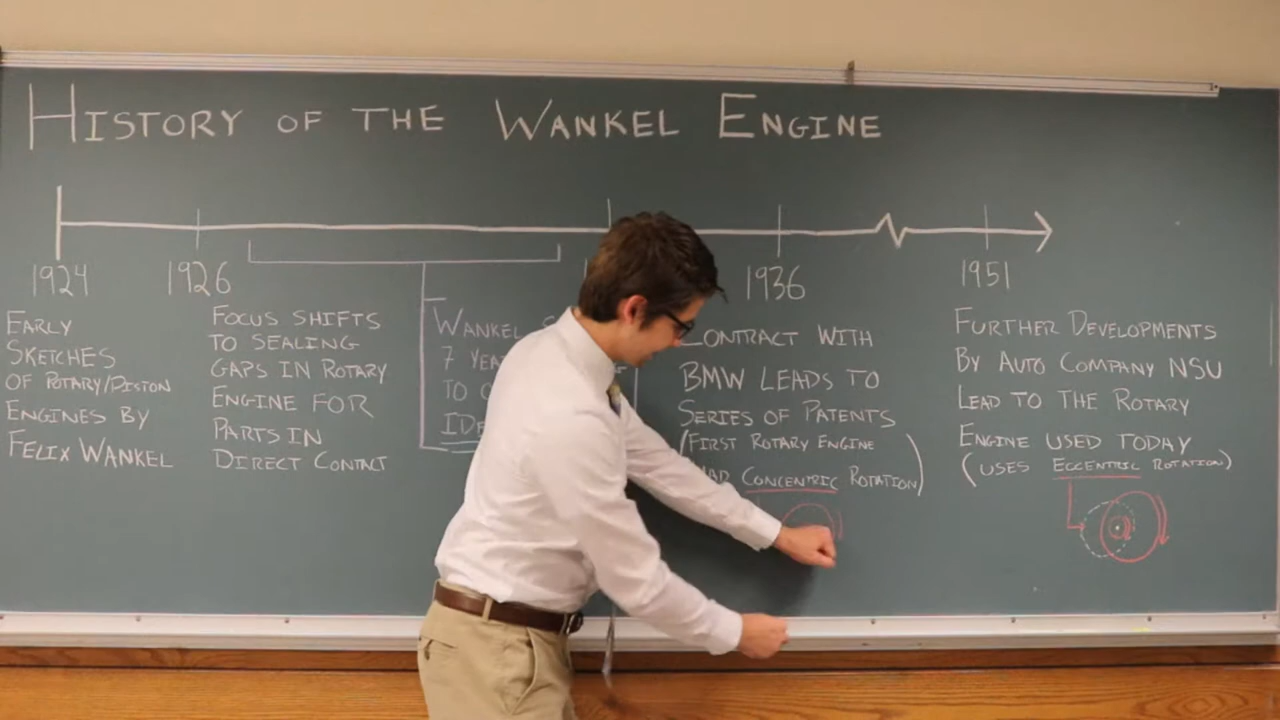 HISTORY OF THE WANKEL ENGINE
1924
EARLY
SKETCHES
OF ROTARY/PISTON
ENGINES BY
FELIX WANKEL
1926
FOCUS SHIFTS
TO SEALING
GAPS IN ROTARY
ENGINE FOR
PARTS IN
DIRECT CONTACT
WANKEL
7
TO
1936
CONTRACT WITH
BMW LEADS TO
SERIES OF PATENTS
(FIRST ROTARY ENGINE
CONCENTRIC ROTATION)
1951
FURTHER DEVELOPMENTS
BY AUTO COMPANY NSU
LEAD TO THE ROTARY
ENGINE USED TODAY
(USES ECCENTRIC ROTATION)